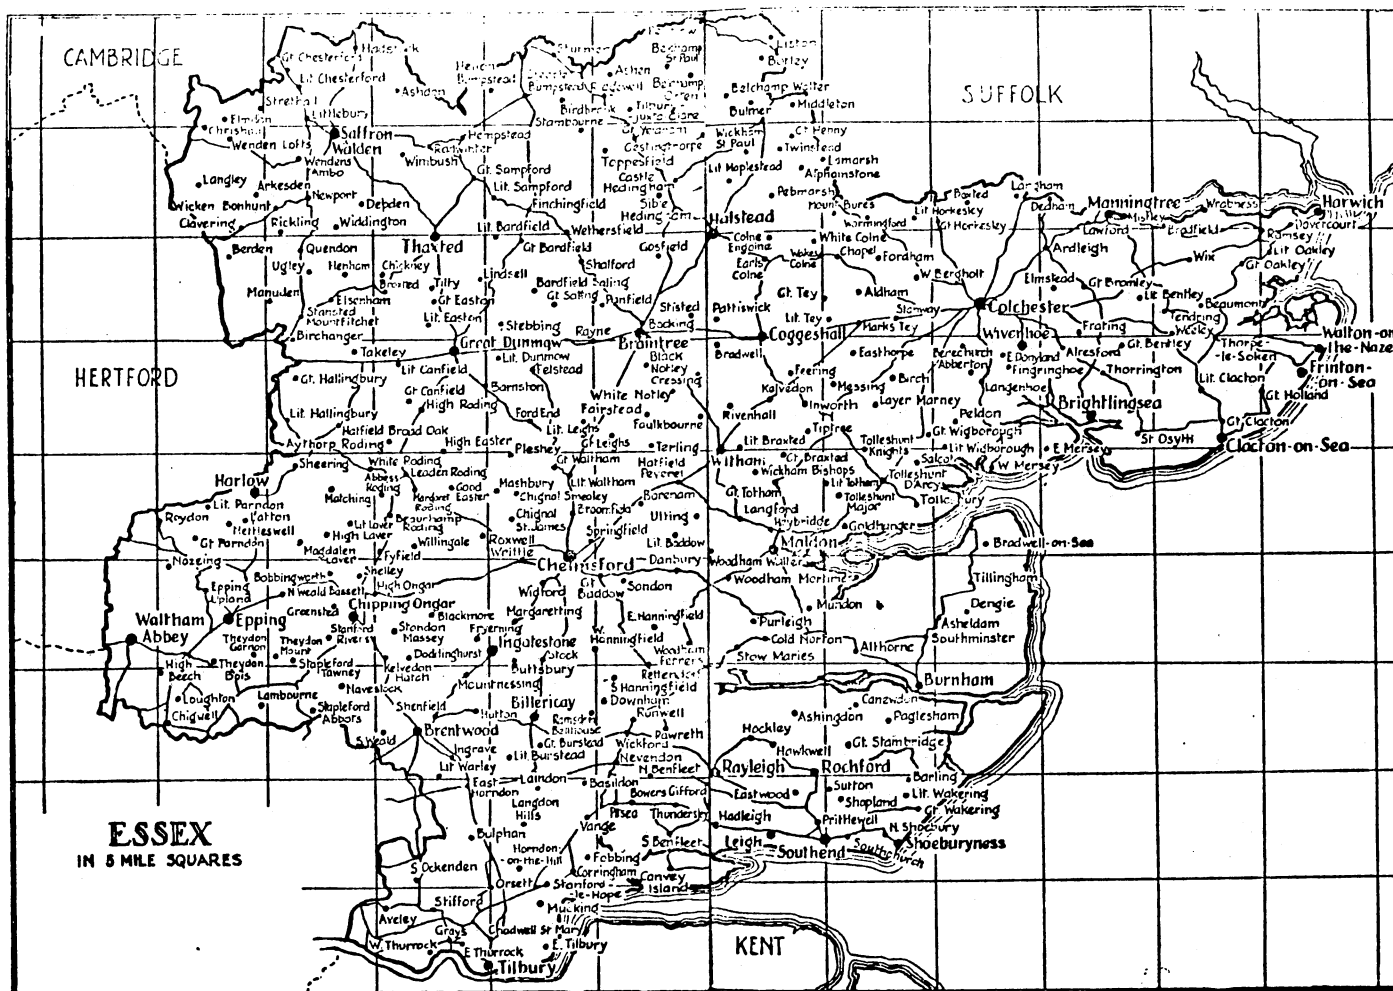 CAMBRIDGE
SUFFOLK
HERTFORD
KENT
ESSEX
IN 5 MILE SQUARES
Gt Chesterford
Lit. Chesterford
Littlebury
Ashdon
Elmdon
Wenden Lofts
Saffron
Walden
Wendens
Ambo
Langley
Arkesden
Newport
Wimbush
Radwinter
Hempstead
Wicken Bonhunt
Clavering
Rickling
Debden
Widdington
Berden
Quendon
Ugley
Henham
Chickney
Broxted
Manuden
Elsenham
Stansted
Mountfitchet
Birchanger
Takeley
Thaxted
Tilty
Gt Easton
Lit. Easton
Lindsell
Gt. Sampford
Lit. Sampford
Finchingfield
Lit. Bardfield
Gt Bardfield
Wethersfield
Shalford
Bardfield Saling
Gt Saling
Panfield
Stebbing
Rayne
Great Dunmow
Lit. Dunmow
Felstead
Lit Canfield
Gt Canfield
High Roding
Barnston
Ford End
Gt. Hallingbury
Lit. Hallingbury
Hatfield Broad Oak
Aythorp Roding
Sheering
White Roding
Abbess
Roding
Leaden Roding
High Easter
Good
Easter
Pleshey
Mashbury
Chignal Smealey
Chignal
St. James
Harlow
Matching
Lit. Parndon
Latton
Netteswell
Roydon
Gt Parndon
Nazeing
Magdalen
Laver
High Laver
Lit Laver
Beauchamp
Roding
Willingale
Fyfield
Shelley
Roxwell
Writtle
Bobbingworth
N Weald Bassett
High Ongar
Epping
Upland
Epping
Greensted
Chipping Ongar
Waltham
Abbey
Theydon
Garnon
Theydon
Mount
Theydon
Bois
Stanford
Rivers
Stondon
Massey
Blackmore
Fryerning
Ingatestone
Margaretting
High
Beech
Loughton
Chigwell
Lambourne
Stapleford
Tawney
Stapleford
Abbots
Navestock
Kelvedon
Hatch
Doddinghurst
Mountnessing
Buttsbury
Stock
Shenfield
Hutton
Billericay
Brentwood
S Weald
Ingrave
Lit Warley
East
Horndon
Gt. Burstead
Lit. Burstead
Laindon
Langdon
Hills
Basildon
Ramsden
Bellhouse
Wickford
Nevendon
Bulphan
Horndon
-on-the-Hill
Vange
Pitsea
Bowers Gifford
Fobbing
Corringham
Stanford
-le-Hope
Mucking
Orsett
S Ockenden
Stifford
Aveley
Grays
W. Thurrock
E Thurrock
Chadwell St Mary
E. Tilbury
Tilbury
Steeple
Bumpstead
Birdbrook
Stambourne
Sturmer
Ashen
Toppesfield
Castle
Hedingham
Sible
Hedingham
Gosfield
Halstead
Belchamp Walter
Bulmer
Middleton
Liston
Borley
Wickham
St Paul
Gt Henny
Twinstead
Lamarsh
Alphamstone
Lit Maplestead
Pebmarsh
Mount Bures
Wormingford
White Colne
Colne
Engaine
Earls
Colne
Wakes
Colne
Chapel
Fordham
W Bergholt
Lit Horkesley
Gt Horkesley
Boxted
Langham
Dedham
Manningtree
Mistley
Lawford
Bradfield
Wrabness
Harwich
Dovercourt
Ramsey
Lit Oakley
Gt Oakley
Wix
Ardleigh
Elmstead
Gt Bromley
Lit Bentley
Beaumont
Tendring
Weeley
Frating
Gt. Bentley
Colchester
Wivenhoe
Alresford
Thorrington
Thorpe
-le-Soken
Walton-on
-the-Naze
Frinton-
on-Sea
Lit. Clacton
Gt Holland
Gt Clacton
Clacton-on-Sea
St Osyth
Brightlingsea
Stisted
Pattiswick
Gt. Tey
Lit. Tey
Aldham
Stanway
Marks Tey
Coggeshall
Bocking
Braintree
Bradwell
Black
Notley
Cressing
White Notley
Fairstead
Faulkbourne
Lit. Leighs
Gt Leighs
Gt Waltham
Lit Waltham
Terling
Hatfield
Peverel
Boreham
Springfield
Chelmsford
Easthorpe
Feering
Kelvedon
Messing
Inworth
Birch
Layer Marney
Berechurch
Abberton
E Donyland
Fingringhoe
Langenhoe
Peldon
Gt Wigborough
Lit Wigborough
E Mersey
W Mersey
Rivenhall
Witham
Lit Braxted
Gt. Braxted
Wickham Bishops
Tiptree
Tolleshunt
Knights
Salcot
Tolleshunt
D'Arcy
Lit Totham
Gt. Totham
Tolleshunt
Major
Langford
Heybridge
Goldhanger
Maldon
Ulting
Lit. Baddow
Danbury
Gt
Baddow
Sandon
Widford
Woodham Walter
Woodham Mortimer
Bradwell-on-Sea
Tillingham
Dengie
Asheldam
Southminster
Mundon
Purleigh
Cold Norton
Stow Maries
Althorne
Burnham
E. Hanningfield
W.
Hanningfield
Woodham
Ferrers
Rettendon
S Hanningfield
Downham
Runwell
Rawreth
Canewdon
Paglesham
Ashingdon
Hockley
Hawkwell
Gt. Stambridge
Rayleigh
Rochford
N Benfleet
Eastwood
Sutton
Shopland
Barling
Lit. Wakering
Gt. Wakering
Thundersley
Hadleigh
Prittlewell
N. Shoebury
Shoeburyness
S Benfleet
Leigh
Southend
Southchurch
Canvey
Island